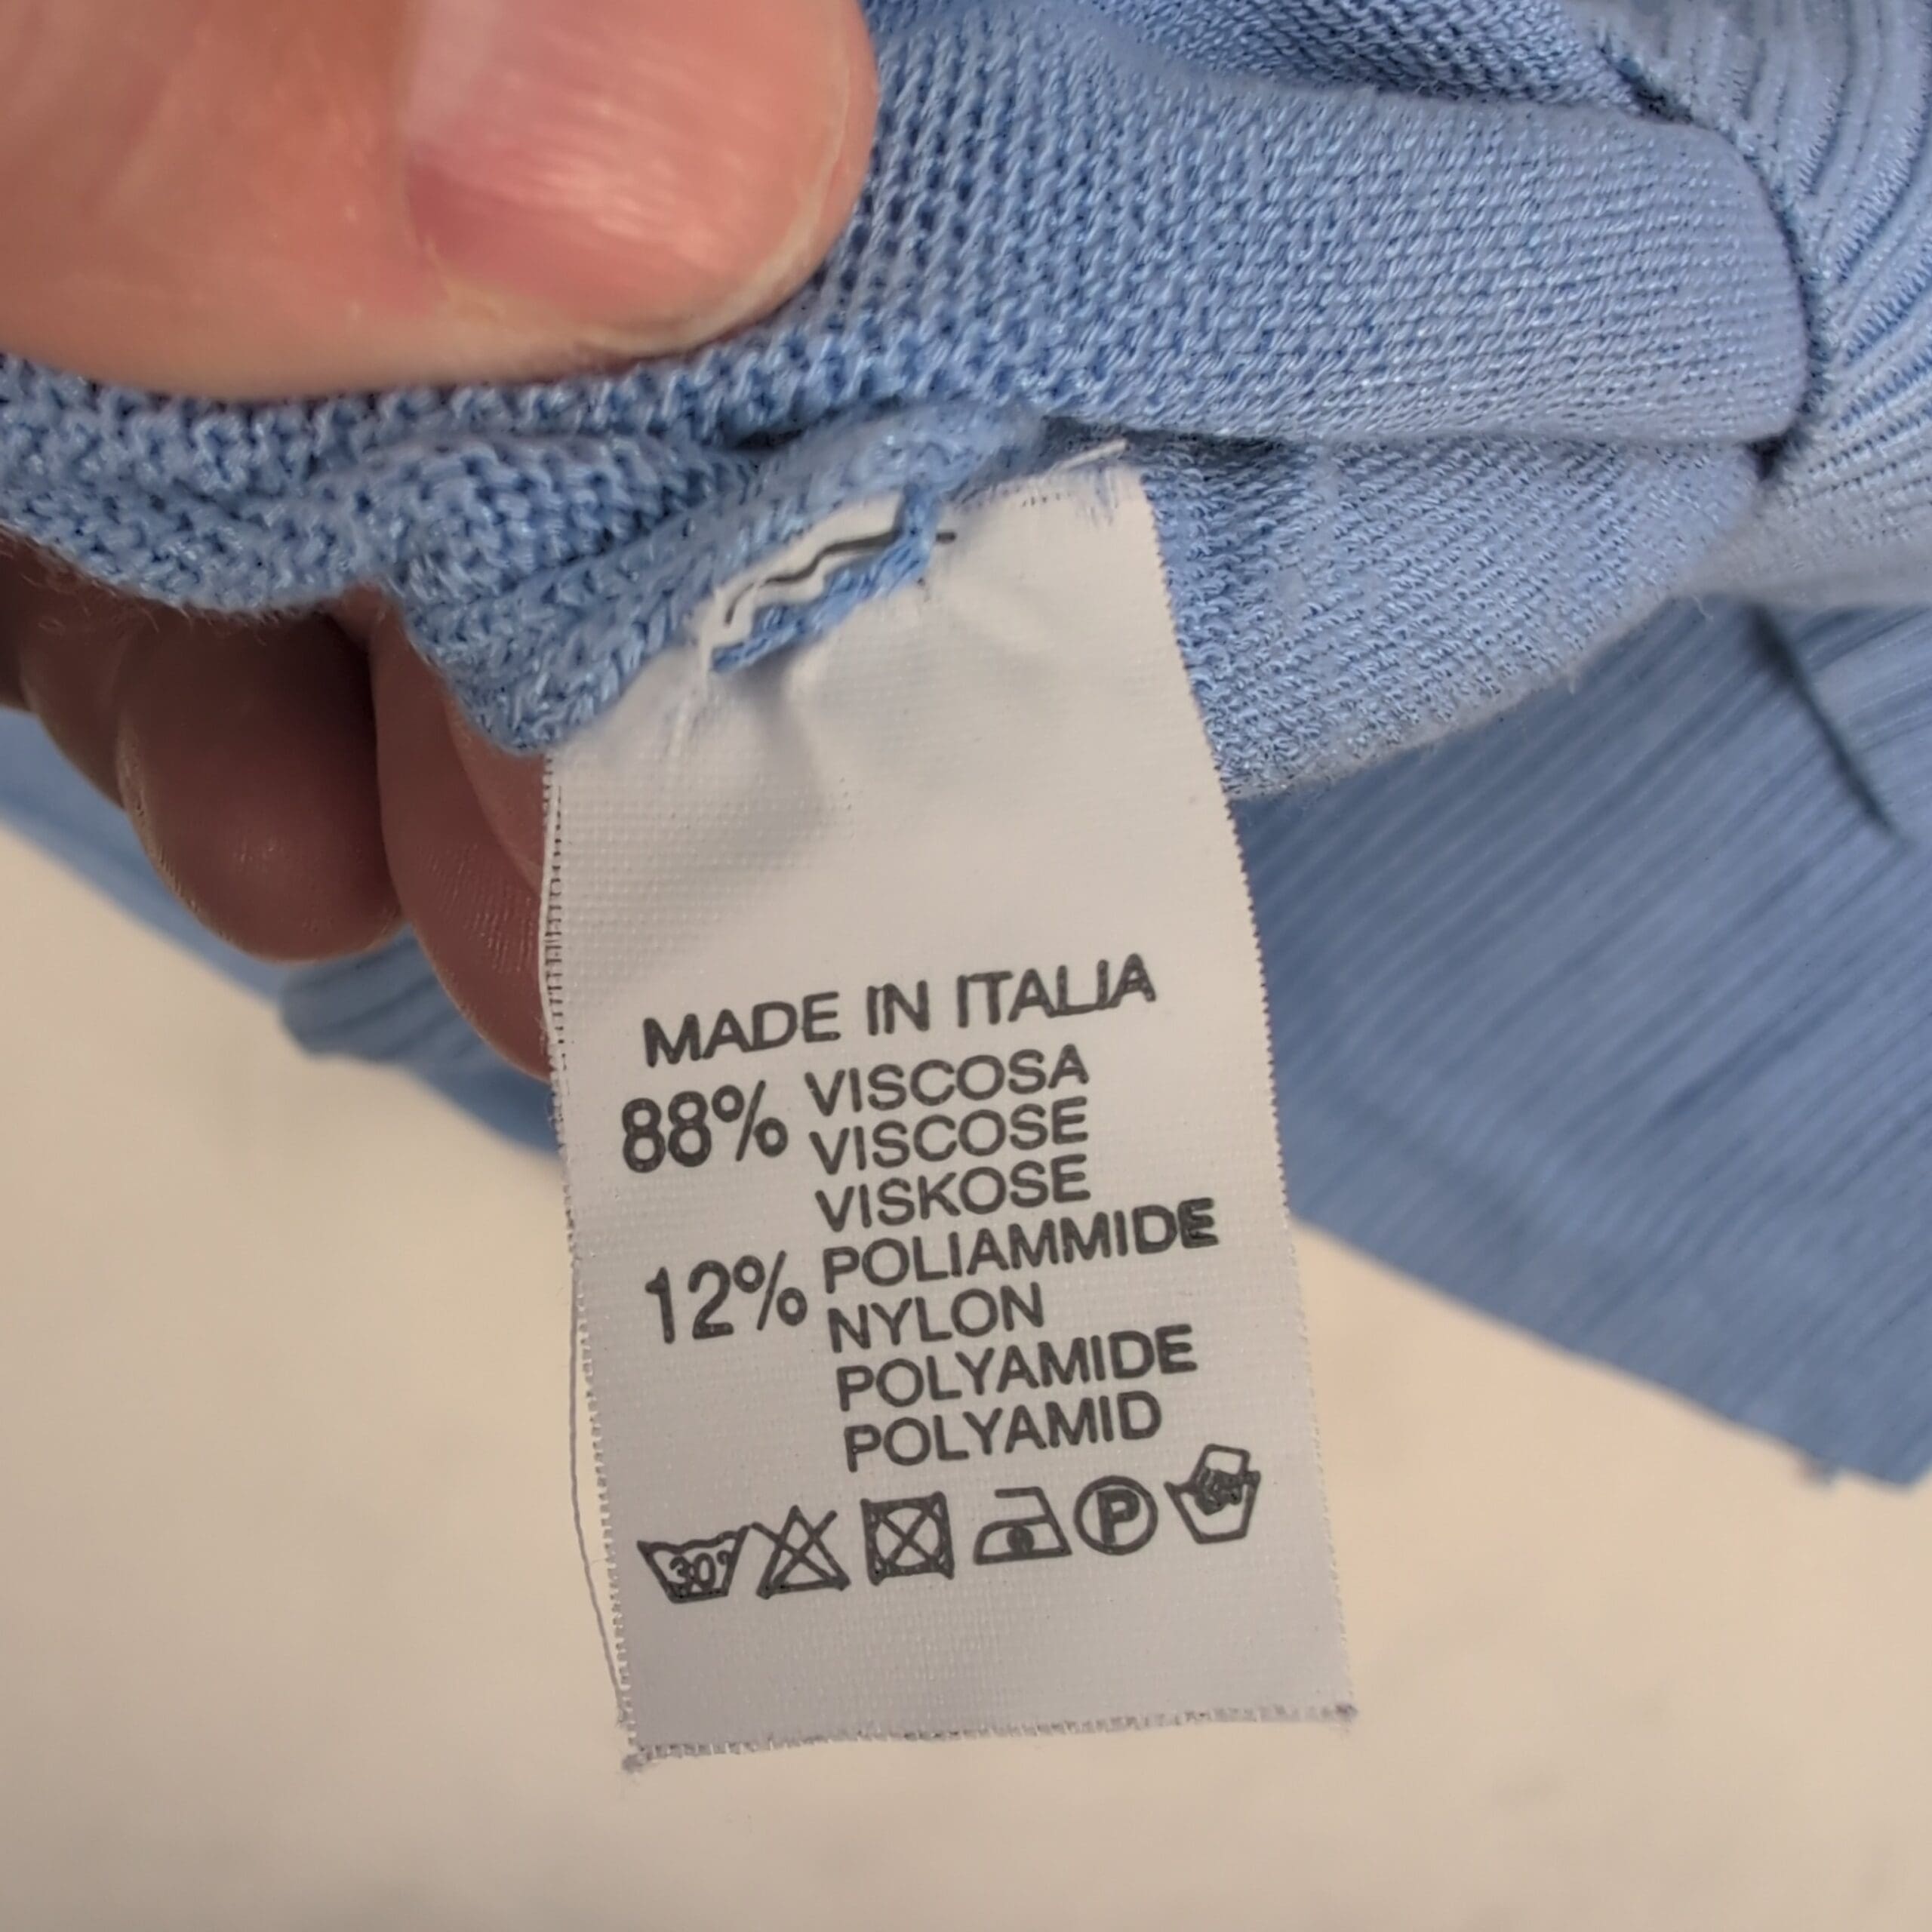 MADE IN ITALIA
88% VISCOSA
VISCOSE
VISKOSE
12% POLIAMMIDE
NYLON
POLYAMIDE
POLYAMID
30° P